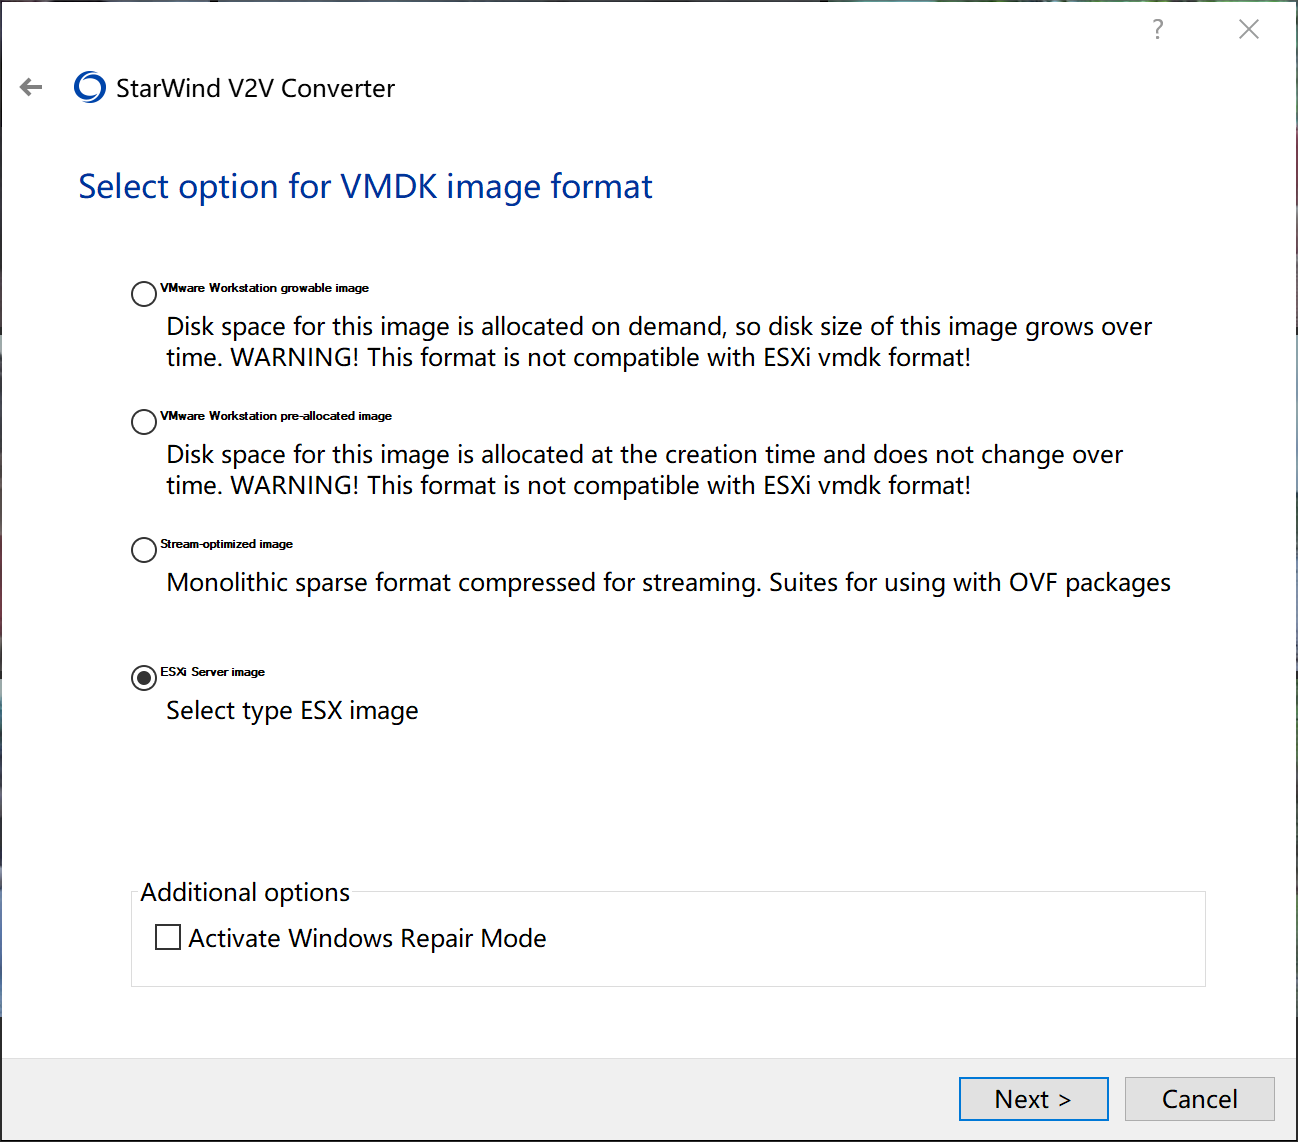 ?
StarWind V2V Converter
Select option for VMDK image format
VMware Workstation growable image
Disk space for this image is allocated on demand, so disk size of this image grows over
time. WARNING! This format is not compatible with ESXi vmdk format!
VMware Workstation pre-allocated image
Disk space for this image is allocated at the creation time and does not change over
time. WARNING! This format is not compatible with ESXi vmdk format!
Stream-optimized image
Monolithic sparse format compressed for streaming. Suites for using with OVF packages
ESXi Server image
Select type ESX image
Additional options
Activate Windows Repair Mode
Next >
Cancel